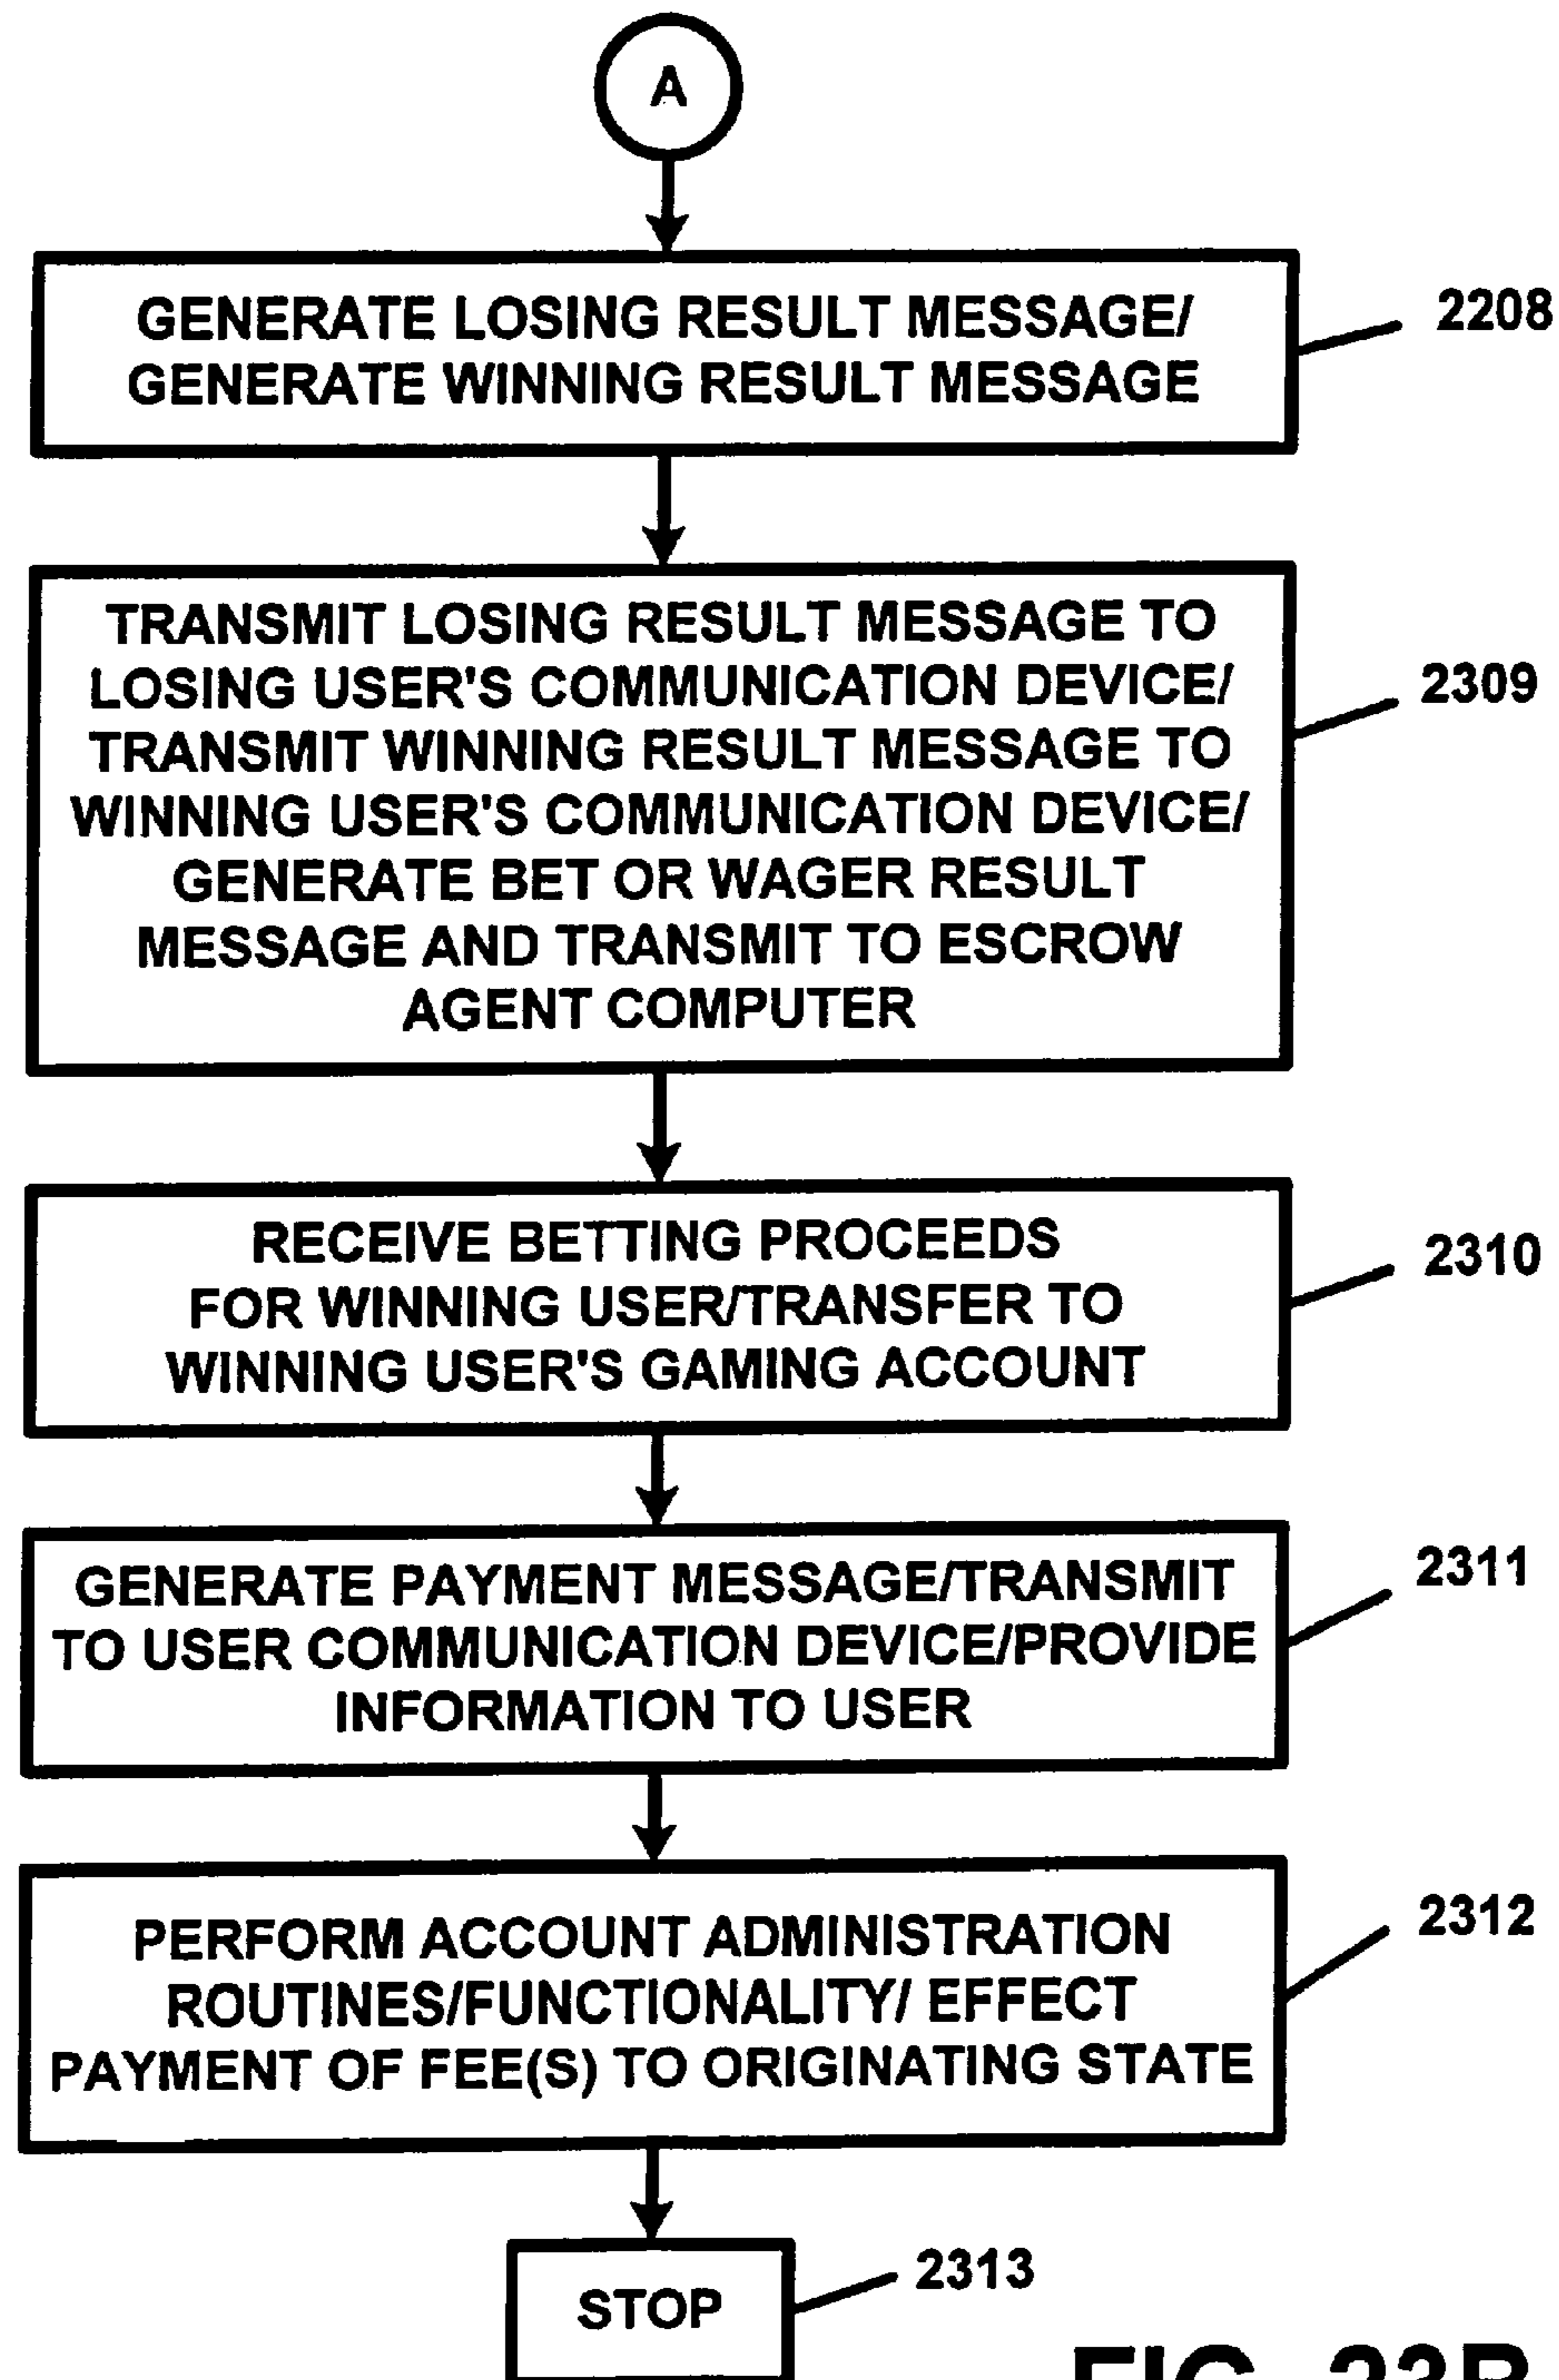 A
GENERATE LOSING RESULT MESSAGE/
GENERATE WINNING RESULT MESSAGE
2208
TRANSMIT LOSING RESULT MESSAGE TO
LOSING USER'S COMMUNICATION DEVICE/
TRANSMIT WINNING RESULT MESSAGE TO
WINNING USER'S COMMUNICATION DEVICE/
GENERATE BET OR WAGER RESULT
MESSAGE AND TRANSMIT TO ESCROW
AGENT COMPUTER
2309
RECEIVE BETTING PROCEEDS
FOR WINNING USER/TRANSFER TO
WINNING USER'S GAMING ACCOUNT
2310
GENERATE PAYMENT MESSAGE/TRANSMIT
TO USER COMMUNICATION DEVICE/PROVIDE
INFORMATION TO USER
2311
PERFORM ACCOUNT ADMINISTRATION
ROUTINES/FUNCTIONALITY/ EFFECT
PAYMENT OF FEE(S) TO ORIGINATING STATE
2312
STOP
2313
FIG. 23B